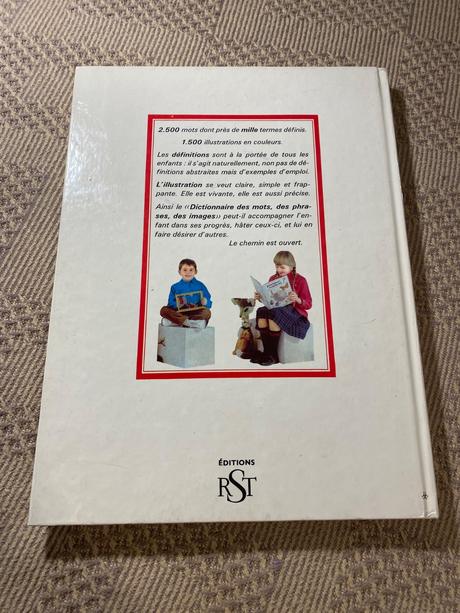 2.500 mots dont près de mille termes définis.
1.500 illustrations en couleurs.
Les définitions sont à la portée de tous les
enfants : il s'agit naturellement, non pas de dé-
finitions abstraites mais d'exemples d'emploi.
L'illustration se veut claire, simple et frap-
pante. Elle est vivante, elle est aussi précise.
Ainsi le «Dictionnaire des mots, des phra-
ses, des images» peut-il accompagner l'en-
fant dans ses progrès, hâter ceux-ci, et lui en
faire désirer d'autres.
Le chemin est ouvert.
ÉDITIONS
RST